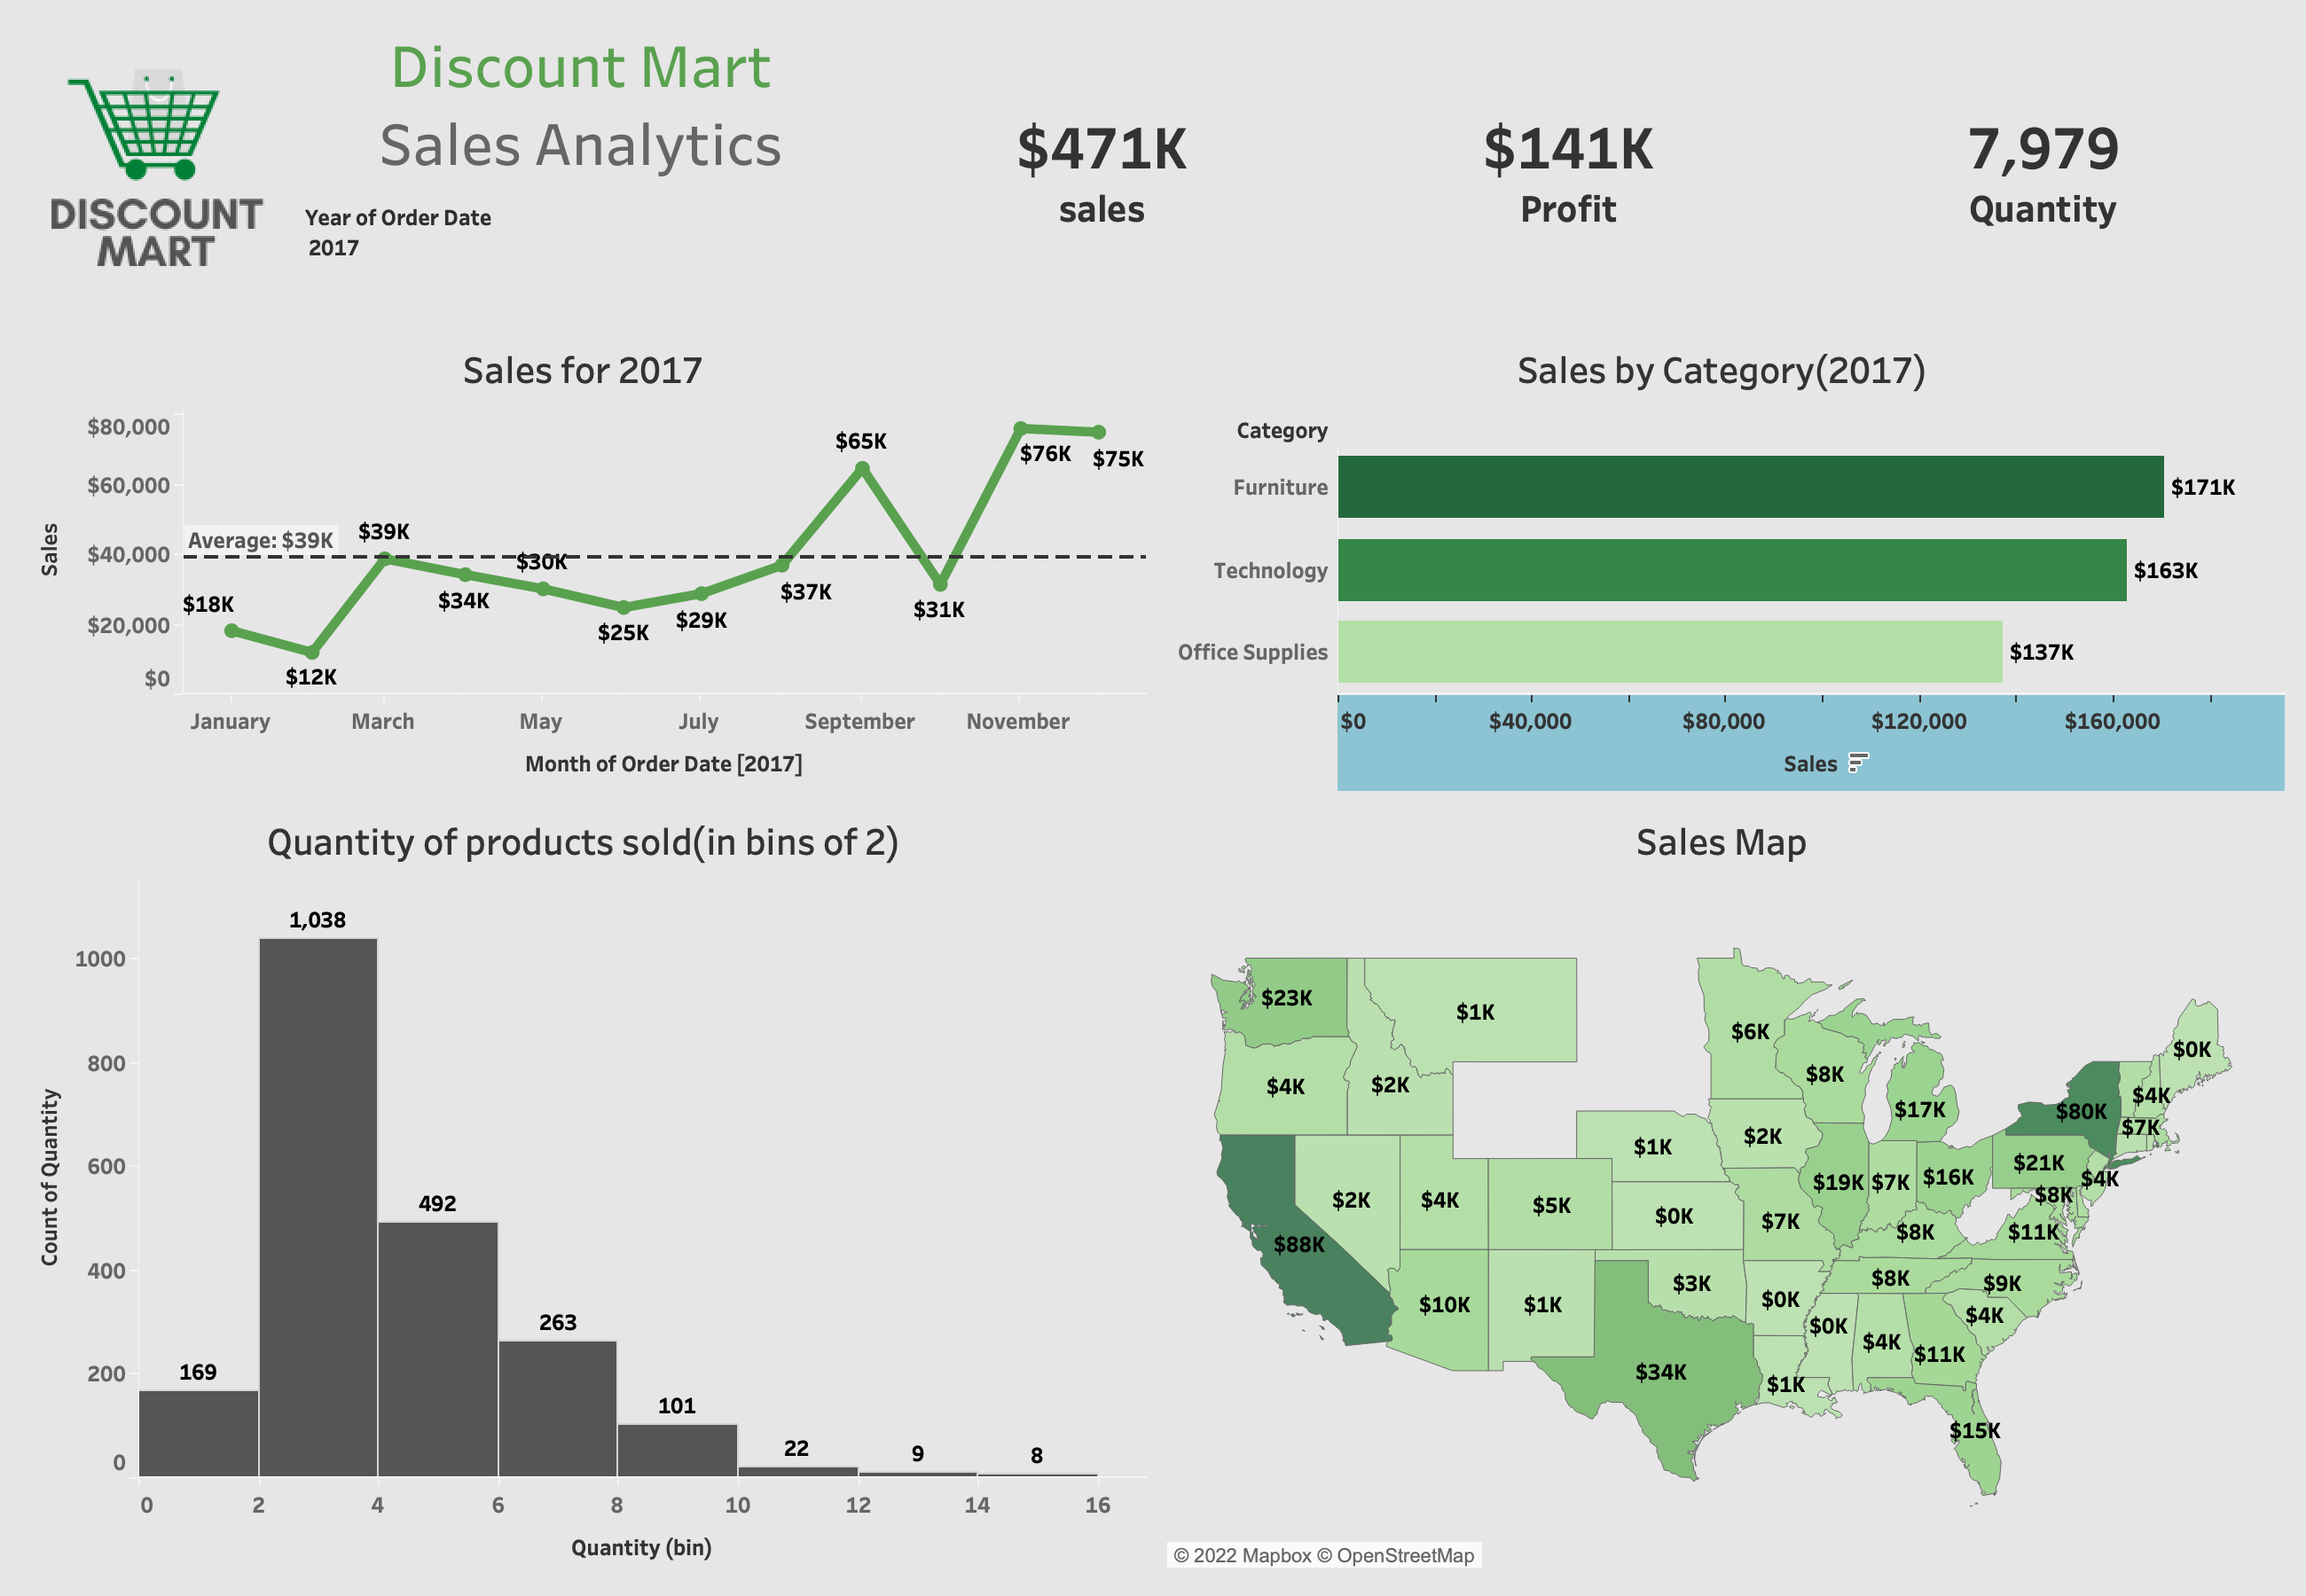 Discount Mart
Sales Analytics
DISCOUNT
MART
Year of Order Date
2017
$471K
sales
$141K
Profit
7,979
Quantity
Sales for 2017
Sales
$80,000
$60,000
$40,000
$20,000
$0
Average: $39K
$18K
$12K
$39K
$34K
$30K
$25K
$29K
$37K
$65K
$31K
$76K
$75K
January March May July September November
Month of Order Date [2017]
Sales by Category(2017)
Category
Furniture $171K
Technology $163K
Office Supplies $137K
$0 $40,000 $80,000 $120,000 $160,000
Sales
Quantity of products sold(in bins of 2)
Count of Quantity
1000
800
600
400
200
0
169
1,038
492
263
101
22
9
8
0 2 4 6 8 10 12 14 16
Quantity (bin)
Sales Map
$23K
$1K
$6K
$0K
$4K
$2K
$8K
$17K
$4K
$80K
$7K
$1K
$2K
$21K
$4K
$88K
$2K
$4K
$5K
$0K
$7K
$19K
$7K
$16K
$8K
$8K
$11K
$10K
$1K
$3K
$0K
$8K
$9K
$4K
$34K
$1K
$0K
$4K
$11K
$15K
© 2022 Mapbox © OpenStreetMap